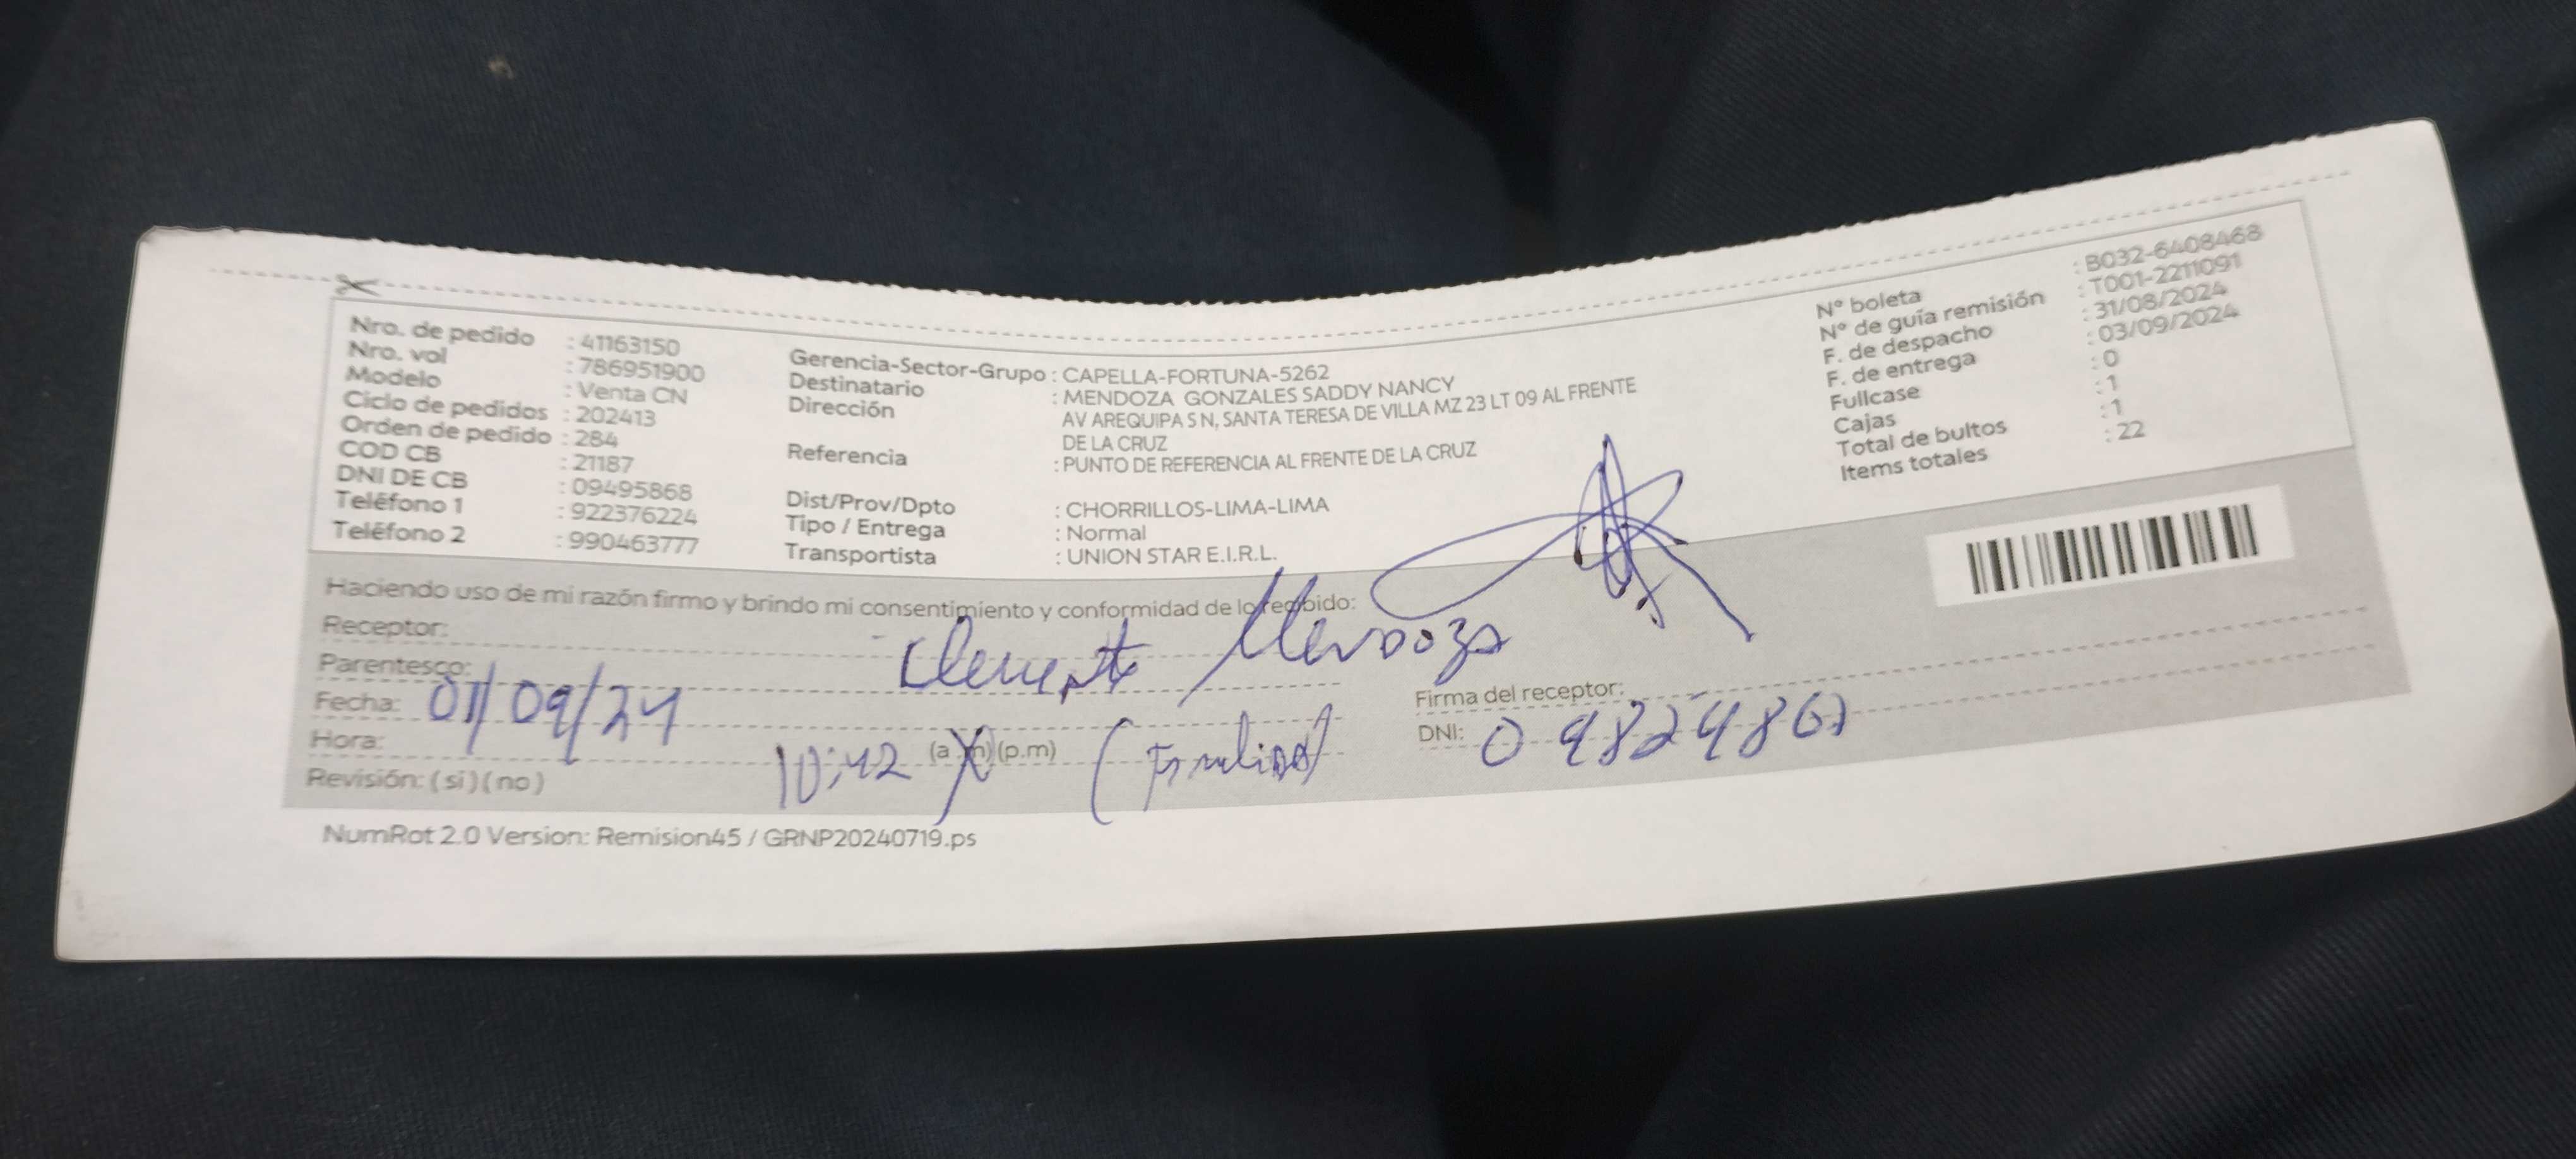 Nro. de pedido : 41163150
Nro. vol : 786951900
Modelo : Venta CN
Ciclo de pedidos : 202413
Orden de pedido : 284
COD CB : 21187
DNI DE CB : 09495868
Teléfono 1 : 922376224
Teléfono 2 : 990463777
Gerencia-Sector-Grupo : CAPELLA-FORTUNA-5262
Destinatario : MENDOZA GONZALES SADDY NANCY
Dirección AV AREQUIPA S N, SANTA TERESA DE VILLA MZ 23 LT 09 AL FRENTE
DE LA CRUZ
Referencia : PUNTO DE REFERENCIA AL FRENTE DE LA CRUZ
Dist/Prov/Dpto : CHORRILLOS-LIMA-LIMA
Tipo / Entrega : Normal
Transportista : UNION STAR E.I.R.L.
N° boleta : B032-6408468
N° de guía remisión : T001-2211091
F. de despacho : 31/08/2024
F. de entrega : 03/09/2024
Fullcase : 0
Cajas : 1
Total de bultos : 1
Items totales : 22
Haciendo uso de mi razón firmo y brindo mi consentimiento y conformidad de lo recibido:
Receptor: Clemente Mendoza
Parentesco:
Fecha: 01/09/24
Hora: 10:42 (a.m)(p.m)
Revisión: (si)(no)
Firma del receptor:
DNI:
NumRot 2.0 Version: Remision45 / GRNP20240719.ps